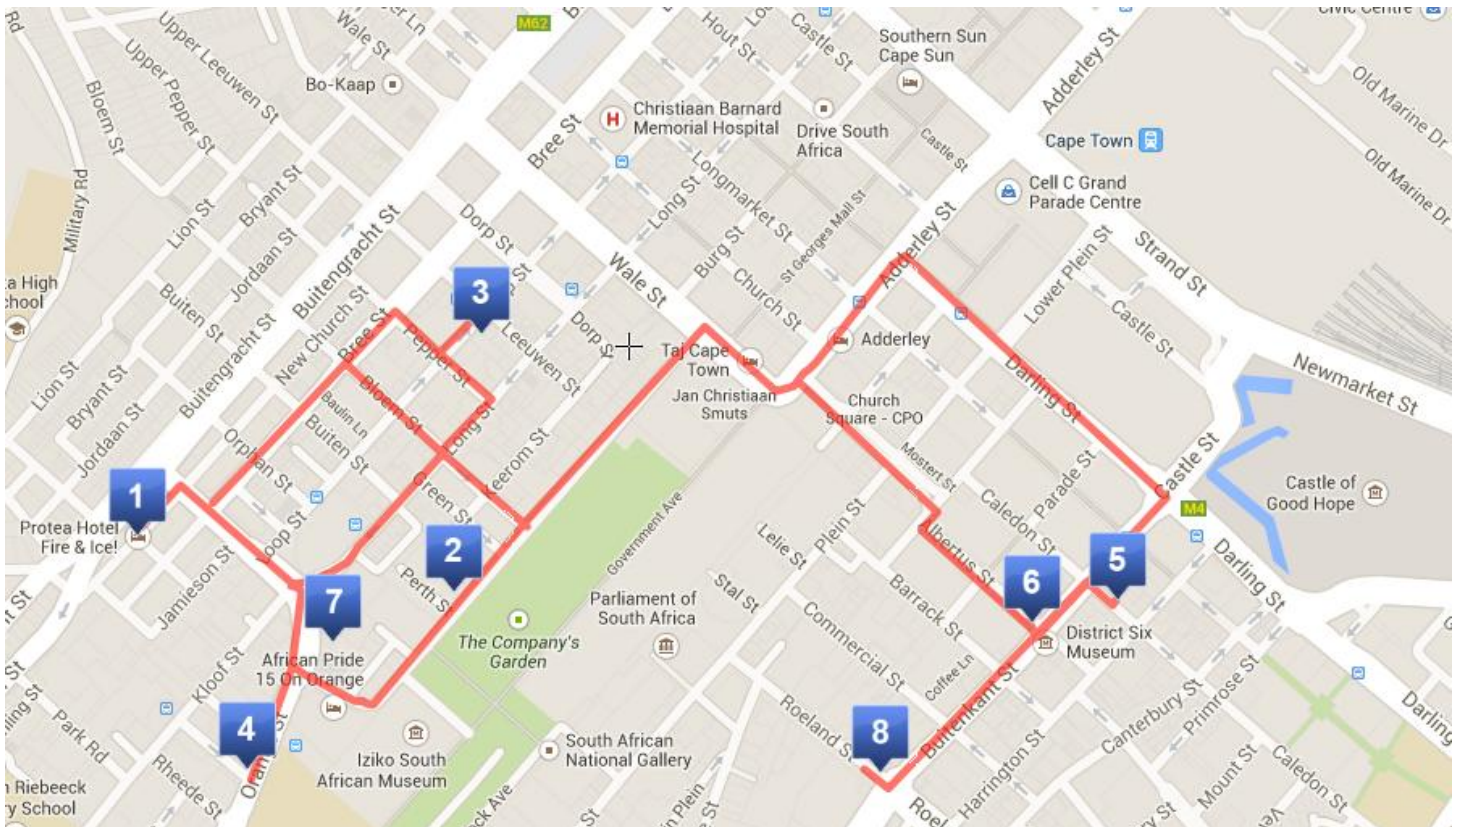 M62
Civic Centre
Rd
Upper Leeuwen St
Wale St
Hout St
Castle St
Southern Sun
Cape Sun
Adderley St
Upper Pepper St
Bloem St
Bo-Kaap
Old Marine Dr
Christiaan Barnard
Memorial Hospital
Drive South
Africa
Bree St
Castle St
Cape Town
Old Marine Dr
Military Rd
Bryant St
Lion St
Longmarket St
Long St
Cell C Grand
Parade Centre
Jordaan St
Buitengracht St
Dorp St
St Georges Mall St
Adderley St
Burg St
Wale St
Church St
Lower Plein St
Strand St
Buiten St
New Church St
3
Leeuwen St
Dorp St
Bree St
Pepper St
Castle St
Taj Cape
Town
Adderley
Lion St
Bryant St
Buitengracht St
Bloem St
Baulin Ln
Jan Christiaan
Smuts
Church
Square - CPO
Darling St
Newmarket St
Jordaan St
Orphan St
Buiten St
Long St
Keerom St
Green St
Mostert St
Parade St
Castle St
1
Protea Hotel
Fire & Ice!
Loop St
2
Government Ave
Plein St
Caledon St
M4
Castle of
Good Hope
Jamieson St
7
Perth St
Lelie St
Albertus St
6
5
Darling St
Parliament of
South Africa
Stal St
Barrack St
The Company's
Garden
Commercial St
District Six
Museum
Kloof St
African Pride
15 On Orange
Coffee Ln
Park Rd
4
Roeland St
8
Buitenkant St
Canterbury St
Primrose St
Darling
Rheede St
Orange St
Iziko South
African Museum
South African
National Gallery
Harrington St
Mount St
Caledon St
Riebeeck
School
Plein